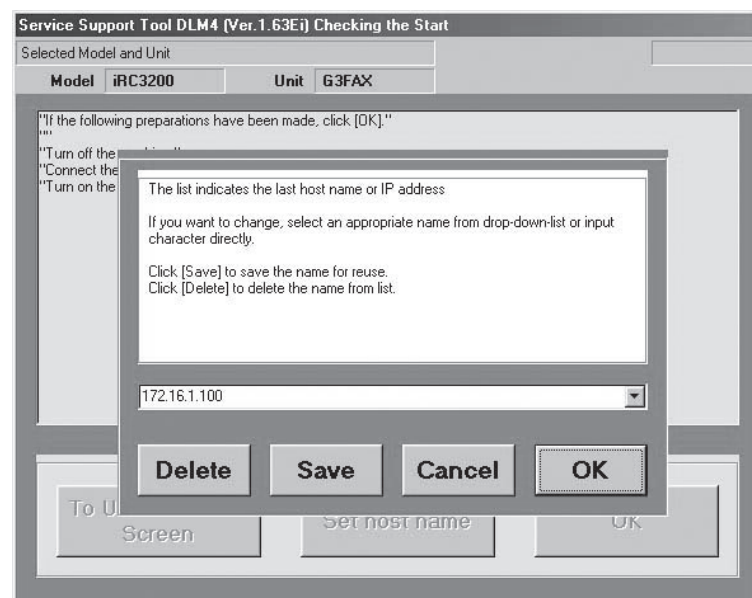 Service Support Tool DLM4 (Ver.1.63Ei) Checking the Start
Selected Model and Unit
Model iRC3200 Unit G3FAX
"If the following preparations have been made, click [OK]."
""
"Turn off the
"Connect the
"Turn on the
The list indicates the last host name or IP address
If you want to change, select an appropriate name from drop-down-list or input
character directly.
Click [Save] to save the name for reuse.
Click [Delete] to delete the name from list.
172.16.1.100
Delete Save Cancel OK
To
Screen
Set host name
OK